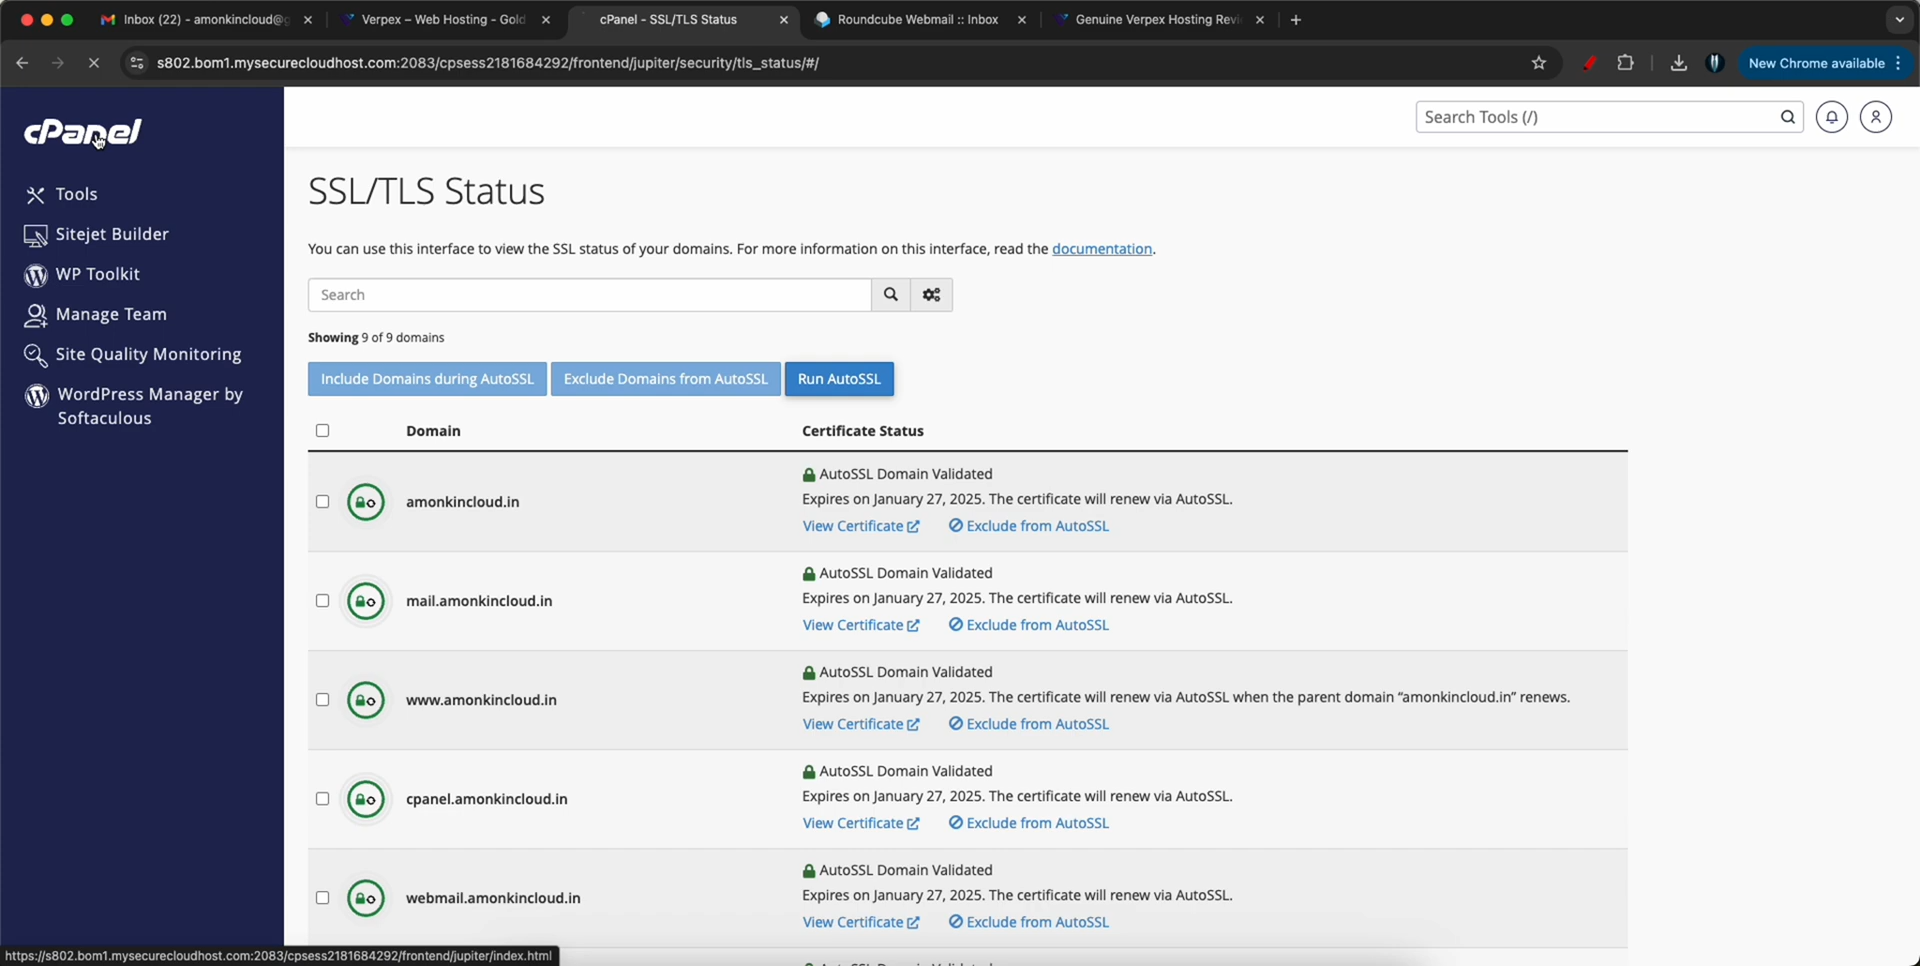 Inbox (22) - amonkincloud@g
Verpex – Web Hosting - Gold
cPanel - SSL/TLS Status
Roundcube Webmail :: Inbox
Genuine Verpex Hosting Revi
s802.bom1.mysecurecloudhost.com:2083/cpsess2181684292/frontend/jupiter/security/tls_status/#/
New Chrome available
cPanel
Search Tools (/)
Tools
Sitejet Builder
WP Toolkit
Manage Team
Site Quality Monitoring
WordPress Manager by
Softaculous
SSL/TLS Status
You can use this interface to view the SSL status of your domains. For more information on this interface, read the documentation.
Search
Showing 9 of 9 domains
Include Domains during AutoSSL Exclude Domains from AutoSSL Run AutoSSL
Domain Certificate Status
AutoSSL Domain Validated
amonkincloud.in
Expires on January 27, 2025. The certificate will renew via AutoSSL.
View Certificate Exclude from AutoSSL
AutoSSL Domain Validated
mail.amonkincloud.in
Expires on January 27, 2025. The certificate will renew via AutoSSL.
View Certificate Exclude from AutoSSL
AutoSSL Domain Validated
www.amonkincloud.in
Expires on January 27, 2025. The certificate will renew via AutoSSL when the parent domain “amonkincloud.in” renews.
View Certificate Exclude from AutoSSL
AutoSSL Domain Validated
cpanel.amonkincloud.in
Expires on January 27, 2025. The certificate will renew via AutoSSL.
View Certificate Exclude from AutoSSL
AutoSSL Domain Validated
webmail.amonkincloud.in
Expires on January 27, 2025. The certificate will renew via AutoSSL.
View Certificate Exclude from AutoSSL
https://s802.bom1.mysecurecloudhost.com:2083/cpsess2181684292/frontend/jupiter/index.html